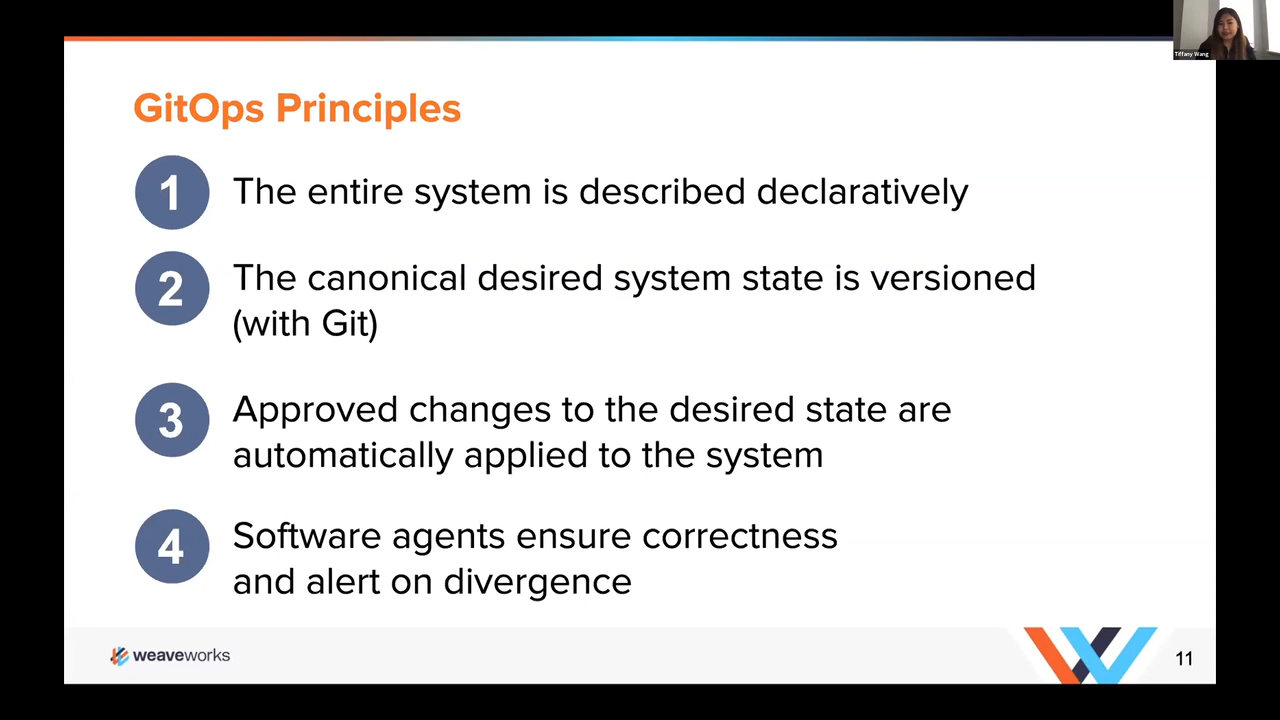 Tiffany Wang
GitOps Principles
1
The entire system is described declaratively
2
The canonical desired system state is versioned
(with Git)
3
Approved changes to the desired state are
automatically applied to the system
4
Software agents ensure correctness
and alert on divergence
weaveworks
11